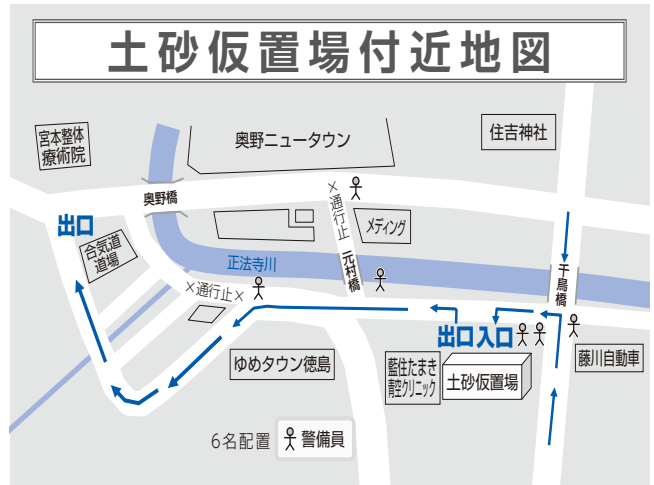 土砂仮置場付近地図
宮本整体
療術院
奥野ニュータウン
住吉神社
奥野橋
×通行止
メディング
出口
合気道
道場
正法寺川
元村橋
千鳥橋
×通行止×
出口
入口
藤川自動車
ゆめタウン徳島
藍住たまき
青空クリニック
土砂仮置場
6名配置
警備員